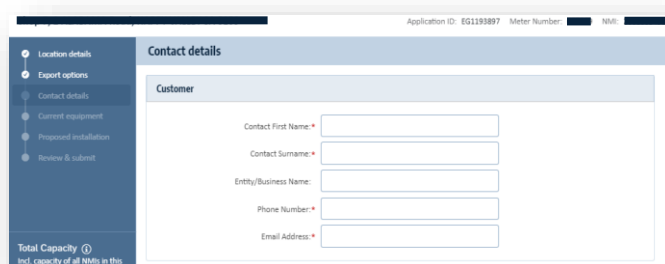 Application ID: EG1193897 Meter Number: NMI:
Location details
Export options
Contact details
Current equipment
Proposed installation
Review & submit
Total Capacity
Incl. capacity of all NMIs in this
Contact details
Customer
Contact First Name:*
Contact Surname:*
Entity/Business Name:
Phone Number:*
Email Address:*